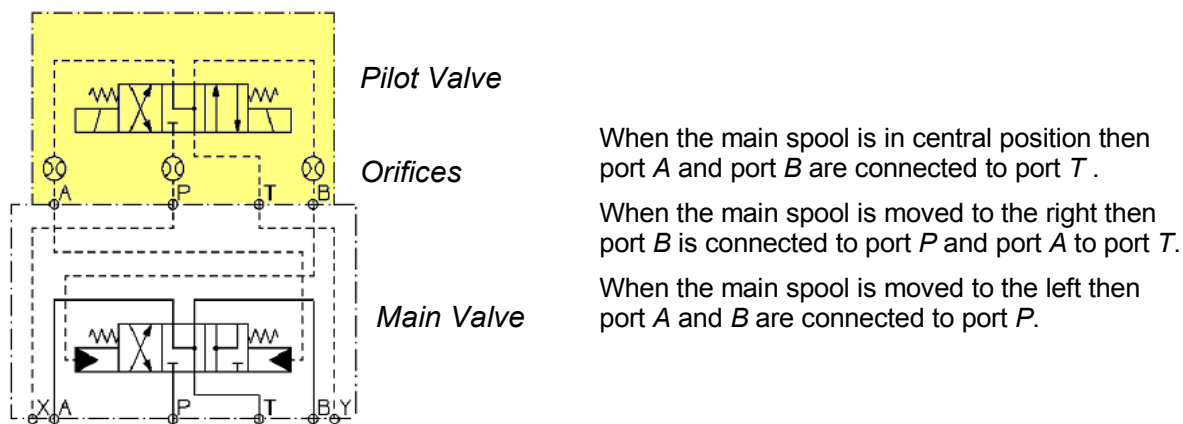 Pilot Valve
Orifices
A P T B
Main Valve
X A P T B Y
When the main spool is in central position then
port A and port B are connected to port T .
When the main spool is moved to the right then
port B is connected to port P and port A to port T.
When the main spool is moved to the left then
port A and B are connected to port P.